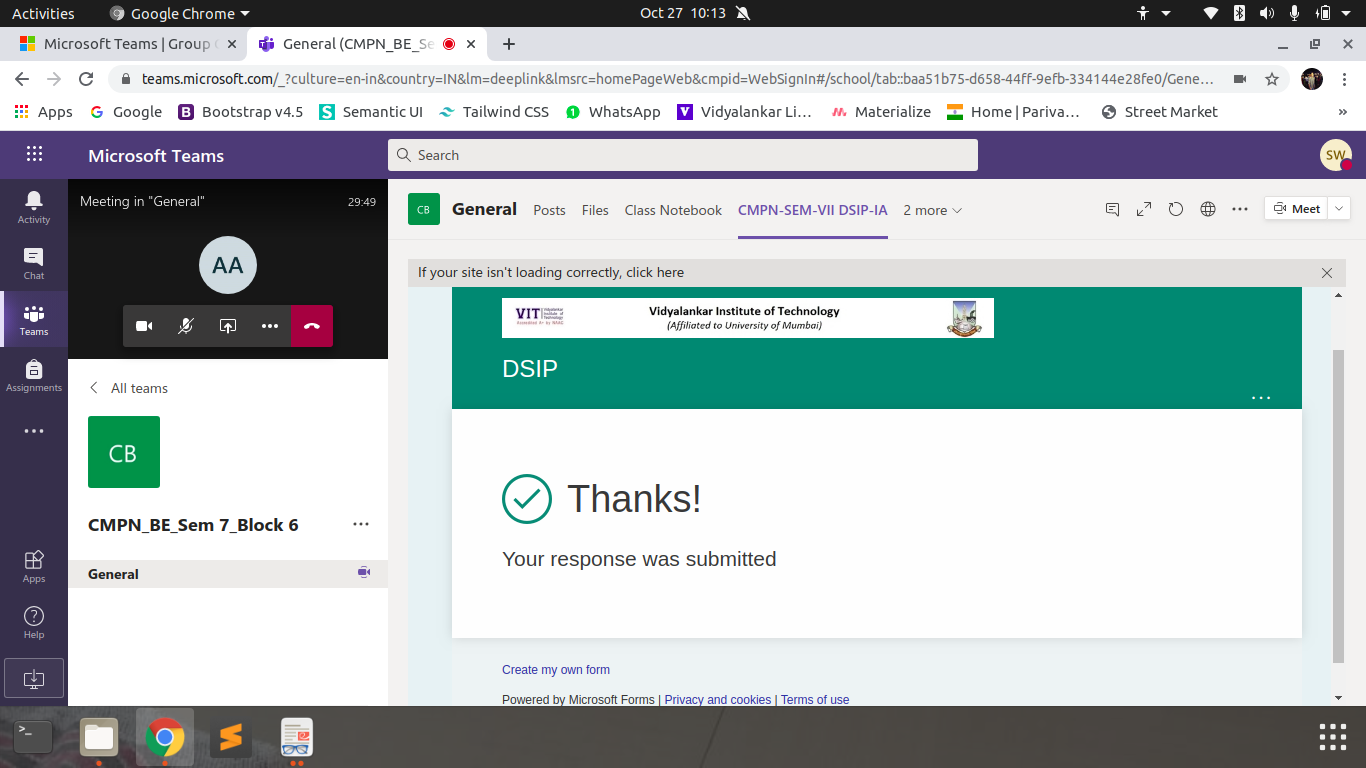 Activities
Google Chrome
Oct 27 10:13
Microsoft Teams | Group
General (CMPN_BE_Se
teams.microsoft.com/_?culture=en-in&country=IN&lm=deeplink&lmsrc=homePageWeb&cmpid=WebSignIn#/school/tab::baa51b75-d658-44ff-9efb-334144e28fe0/Gene…
Apps
Google
Bootstrap v4.5
Semantic UI
Tailwind CSS
WhatsApp
Vidyalankar Li…
Materialize
Home | Pariva…
Street Market
»
Microsoft Teams
Search
SW
Activity
Chat
Teams
Assignments
Apps
Help
Meeting in "General"
29:49
AA
All teams
CB
CMPN_BE_Sem 7_Block 6
General
CB
General
Posts
Files
Class Notebook
CMPN-SEM-VII DSIP-IA
2 more
Meet
If your site isn't loading correctly, click here
VIT
Vidyalankar Institute of Technology
(Affiliated to University of Mumbai)
DSIP
Thanks!
Your response was submitted
Create my own form
Powered by Microsoft Forms | Privacy and cookies | Terms of use